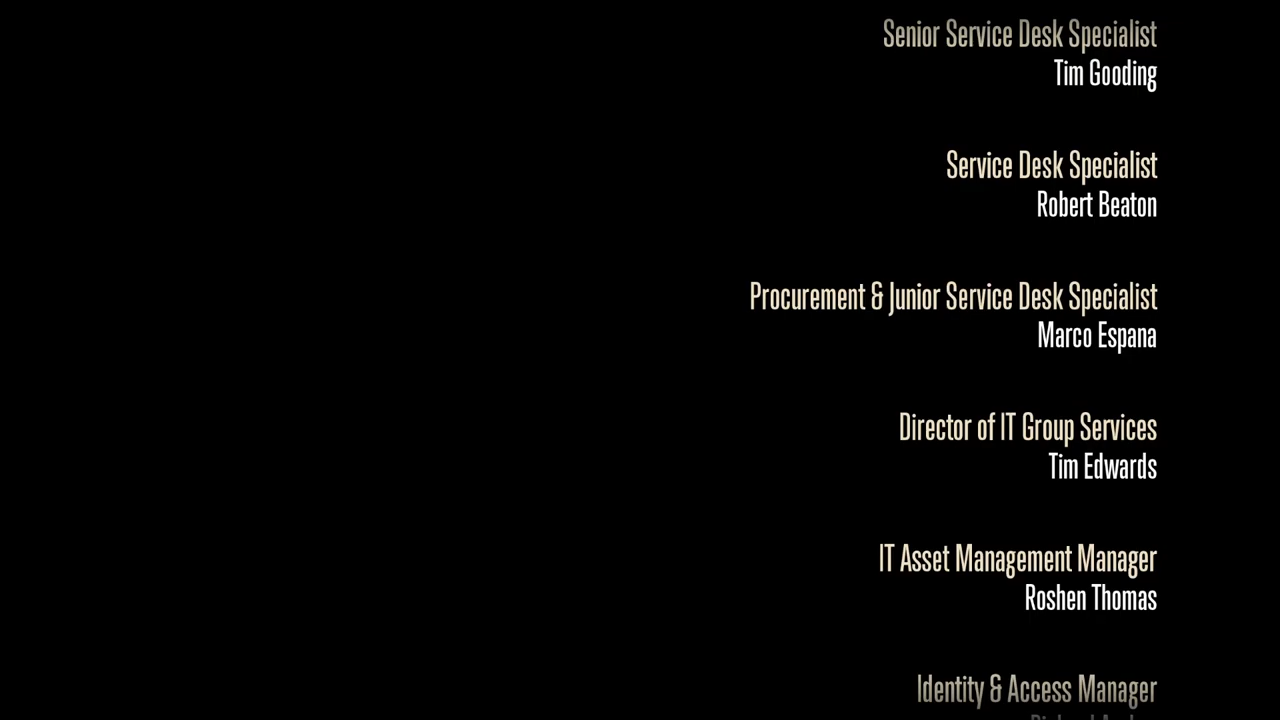 Senior Service Desk Specialist
Tim Gooding
Service Desk Specialist
Robert Beaton
Procurement & Junior Service Desk Specialist
Marco Espana
Director of IT Group Services
Tim Edwards
IT Asset Management Manager
Roshen Thomas
Identity & Access Manager